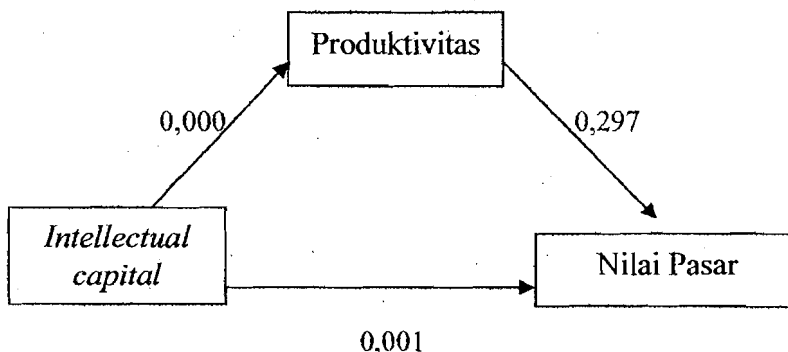 Produktivitas
0,000
0,297
Intellectual
capital
Nilai Pasar
0,001